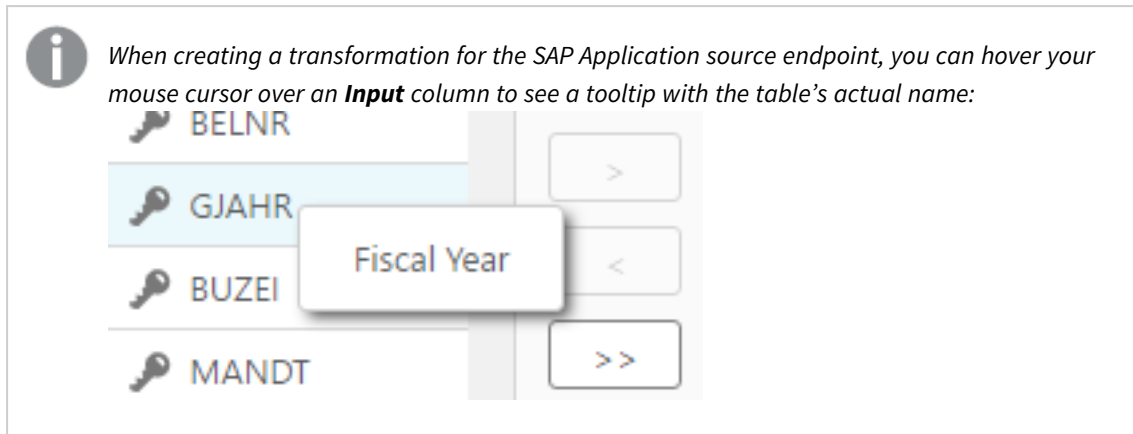 When creating a transformation for the SAP Application source endpoint, you can hover your
mouse cursor over an Input column to see a tooltip with the table’s actual name:
BELNR
>
GJAHR
Fiscal Year
<
BUZEI
>>
MANDT